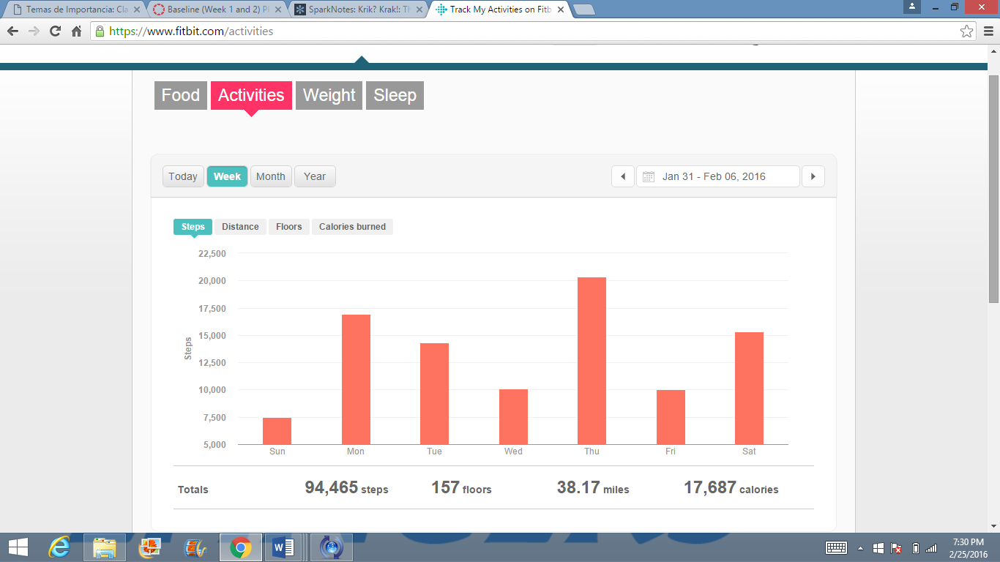 Temas de Importancia: Cla
Baseline (Week 1 and 2) Pl
SparkNotes: Krik? Krak!: Th
Track My Activities on Fitb
https://www.fitbit.com/activities
Food Activities Weight Sleep
Today Week Month Year Jan 31 - Feb 06, 2016
Steps Distance Floors Calories burned
22,500
20,000
17,500
15,000
12,500
10,000
7,500
5,000
Steps
Sun Mon Tue Wed Thu Fri Sat
Totals 94,465 steps 157 floors 38.17 miles 17,687 calories
7:30 PM
2/25/2016